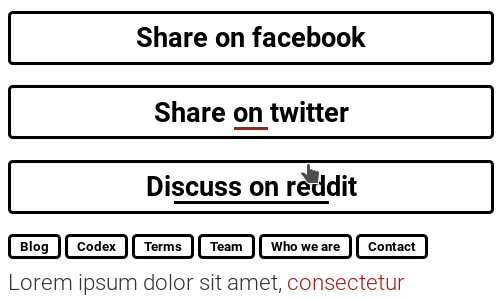 Share on facebook
Share on twitter
Discuss on reddit
Blog Codex Terms Team Who we are Contact
Lorem ipsum dolor sit amet, consectetur